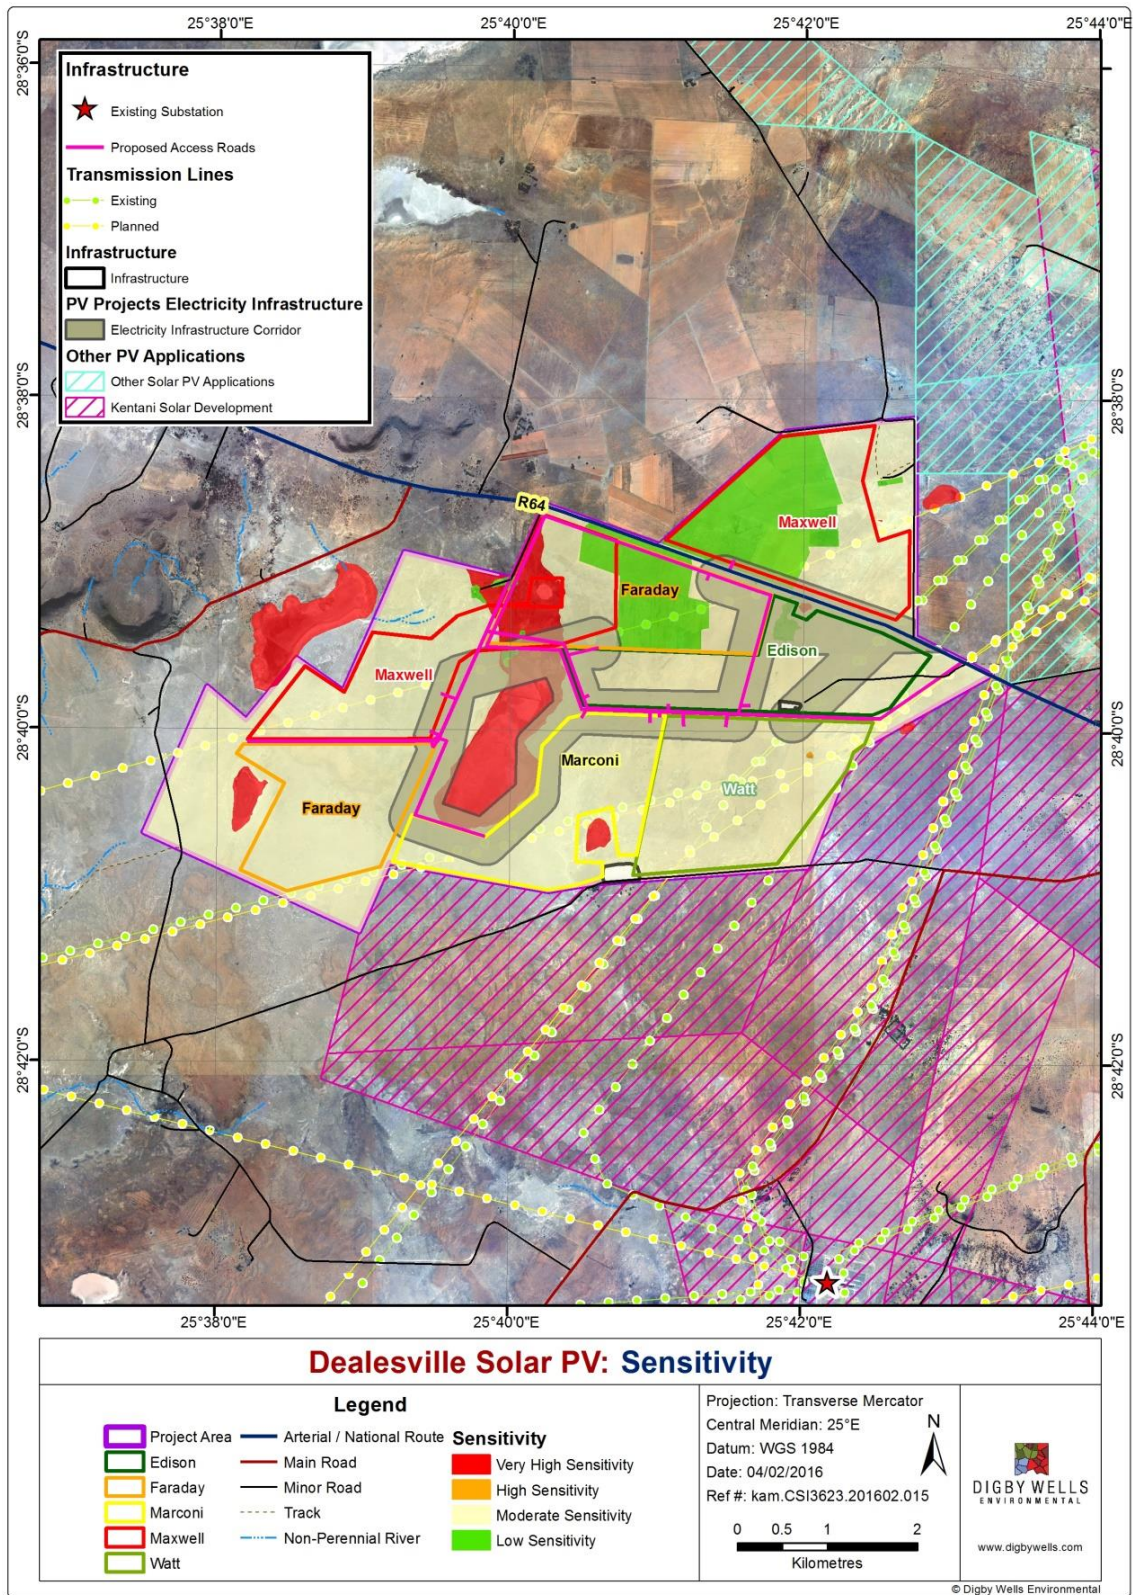 25°38'0"E
25°40'0"E
25°42'0"E
25°44'0"E
28°36'0"S
28°38'0"S
28°38'0"S
28°40'0"S
28°40'0"S
28°42'0"S
28°42'0"S
Infrastructure
Existing Substation
Proposed Access Roads
Transmission Lines
Existing
Planned
Infrastructure
Infrastructure
PV Projects Electricity Infrastructure
Electricity Infrastructure Corridor
Other PV Applications
Other Solar PV Applications
Kentani Solar Development
R64
Maxwell
Faraday
Edison
Maxwell
Marconi
Watt
Faraday
25°38'0"E
25°40'0"E
25°42'0"E
25°44'0"E
Dealesville Solar PV: Sensitivity
Legend
Project Area
Edison
Faraday
Marconi
Maxwell
Watt
Arterial / National Route
Main Road
Minor Road
Track
Non-Perennial River
Sensitivity
Very High Sensitivity
High Sensitivity
Moderate Sensitivity
Low Sensitivity
Projection: Transverse Mercator
Central Meridian: 25°E
Datum: WGS 1984
Date: 04/02/2016
Ref #: kam.CSI3623.201602.015
N
0 0.5 1 2
Kilometres
DIGBY WELLS
ENVIRONMENTAL
www.digbywells.com
© Digby Wells Environmental